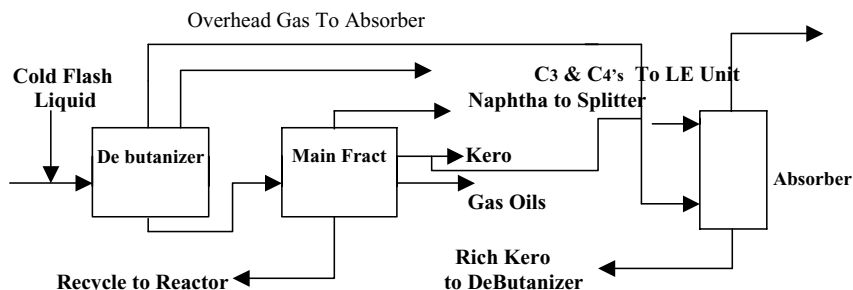 Overhead Gas To Absorber
Cold Flash
Liquid
C3 & C4's To LE Unit
Naphtha to Splitter
De butanizer
Main Fract
Kero
Absorber
Gas Oils
Rich Kero
to DeButanizer
Recycle to Reactor